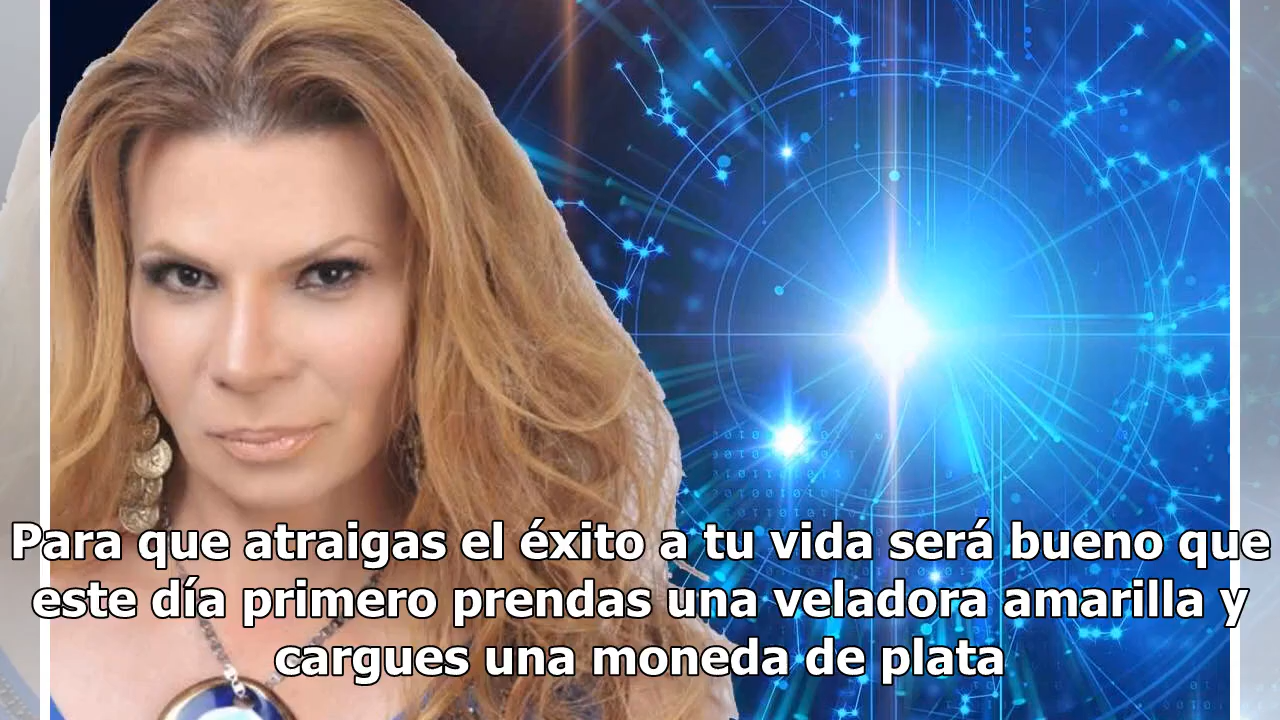 Para que atraigas el éxito a tu vida será bueno que
este día primero prendas una veladora amarilla y
cargues una moneda de plata